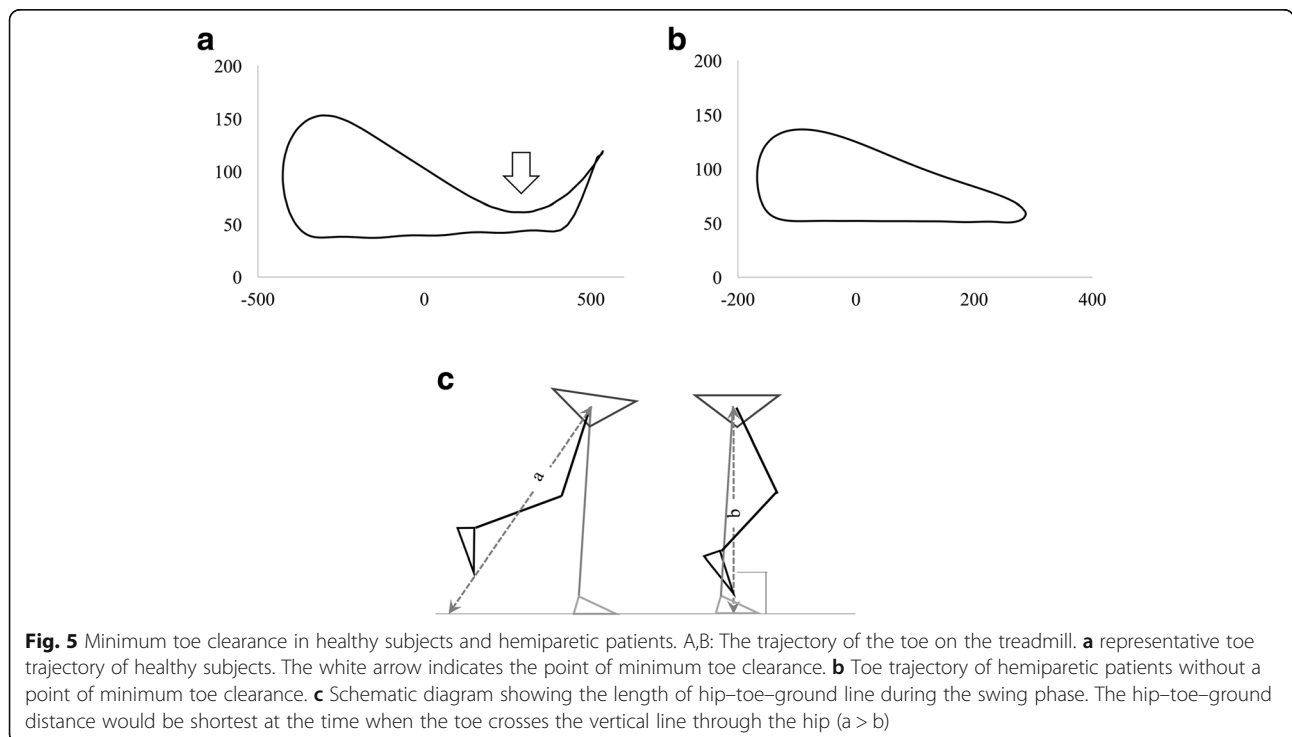 a
b
200
150
100
50
0
-500
0
500
200
150
100
50
0
-200
0
200
400
c
a
b
Fig. 5 Minimum toe clearance in healthy subjects and hemiparetic patients. A,B: The trajectory of the toe on the treadmill. a representative toe
trajectory of healthy subjects. The white arrow indicates the point of minimum toe clearance. b Toe trajectory of hemiparetic patients without a
point of minimum toe clearance. c Schematic diagram showing the length of hip–toe–ground line during the swing phase. The hip–toe–ground
distance would be shortest at the time when the toe crosses the vertical line through the hip (a > b)